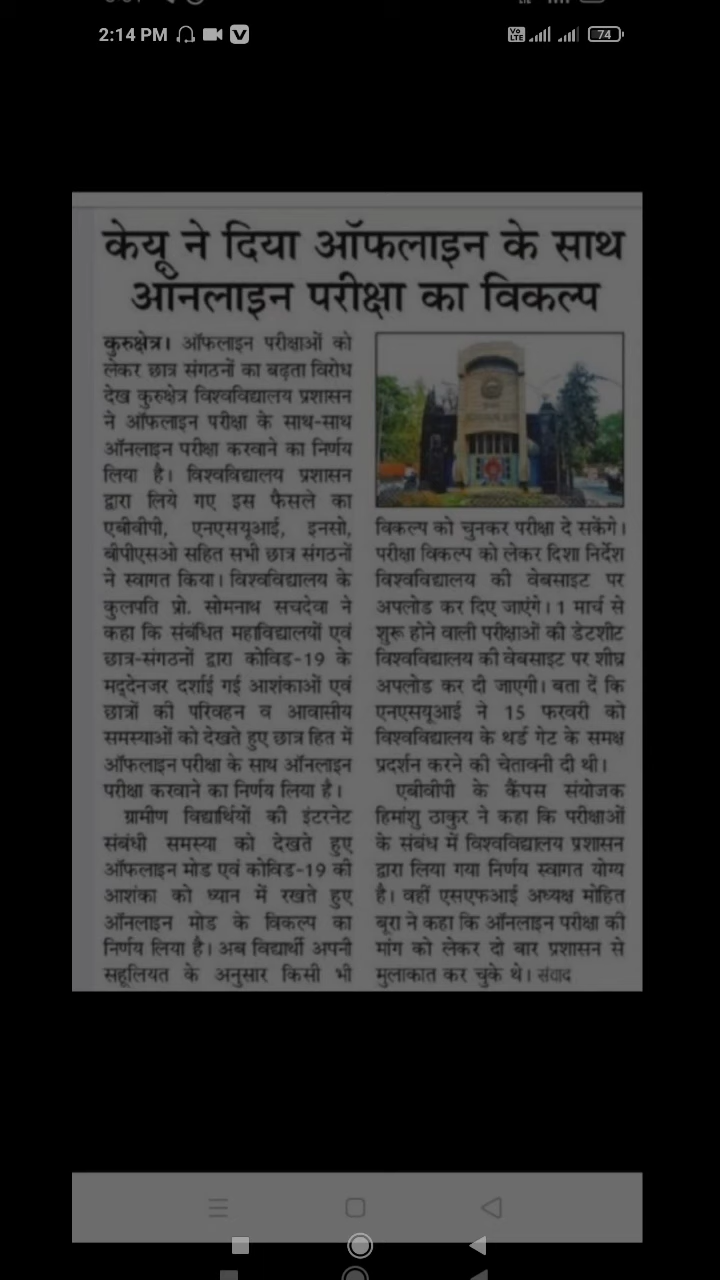 2:14 PM
Vo LTE
74
केयू ने दिया ऑफलाइन के साथ
ऑनलाइन परीक्षा का विकल्प
कुरुक्षेत्र। ऑफलाइन परीक्षाओं को
लेकर छात्र संगठनों का बढ़ता विरोध
देख कुरुक्षेत्र विश्वविद्यालय प्रशासन
ने ऑफलाइन परीक्षा के साथ-साथ
ऑनलाइन परीक्षा करवाने का निर्णय
लिया है। विश्वविद्यालय प्रशासन
द्वारा लिये गए इस फैसले का
एबीवीपी, एनएसयूआई, इनसो,
बीपीएसओ सहित सभी छात्र संगठनों
ने स्वागत किया। विश्वविद्यालय के
कुलपति प्रो. सोमनाथ सचदेवा ने
कहा कि संबंधित महाविद्यालयों एवं
छात्र-संगठनों द्वारा कोविड-19 के
मद्देनजर दर्शाई गई आशंकाओं एवं
छात्रों की परिवहन व आवासीय
समस्याओं को देखते हुए छात्र हित में
ऑफलाइन परीक्षा के साथ ऑनलाइन
परीक्षा करवाने का निर्णय लिया है।
ग्रामीण विद्यार्थियों की इंटरनेट
संबंधी समस्या को देखते हुए
ऑफलाइन मोड एवं कोविड-19 की
आशंका को ध्यान में रखते हुए
ऑनलाइन मोड के विकल्प का
निर्णय लिया है। अब विद्यार्थी अपनी
सहूलियत के अनुसार किसी भी
विकल्प को चुनकर परीक्षा दे सकेंगे।
परीक्षा विकल्प को लेकर दिशा निर्देश
विश्वविद्यालय की वेबसाइट पर
अपलोड कर दिए जाएंगे। 1 मार्च से
शुरू होने वाली परीक्षाओं की डेटशीट
विश्वविद्यालय की वेबसाइट पर शीघ्र
अपलोड कर दी जाएगी। बता दें कि
एनएसयूआई ने 15 फरवरी को
विश्वविद्यालय के थर्ड गेट के समक्ष
प्रदर्शन करने की चेतावनी दी थी।
एबीवीपी के कैंपस संयोजक
हिमांशु ठाकुर ने कहा कि परीक्षाओं
के संबंध में विश्वविद्यालय प्रशासन
द्वारा लिया गया निर्णय स्वागत योग्य
है। वहीं एसएफआई अध्यक्ष मोहित
बूरा ने कहा कि ऑनलाइन परीक्षा की
मांग को लेकर दो बार प्रशासन से
मुलाकात कर चुके थे। संवाद